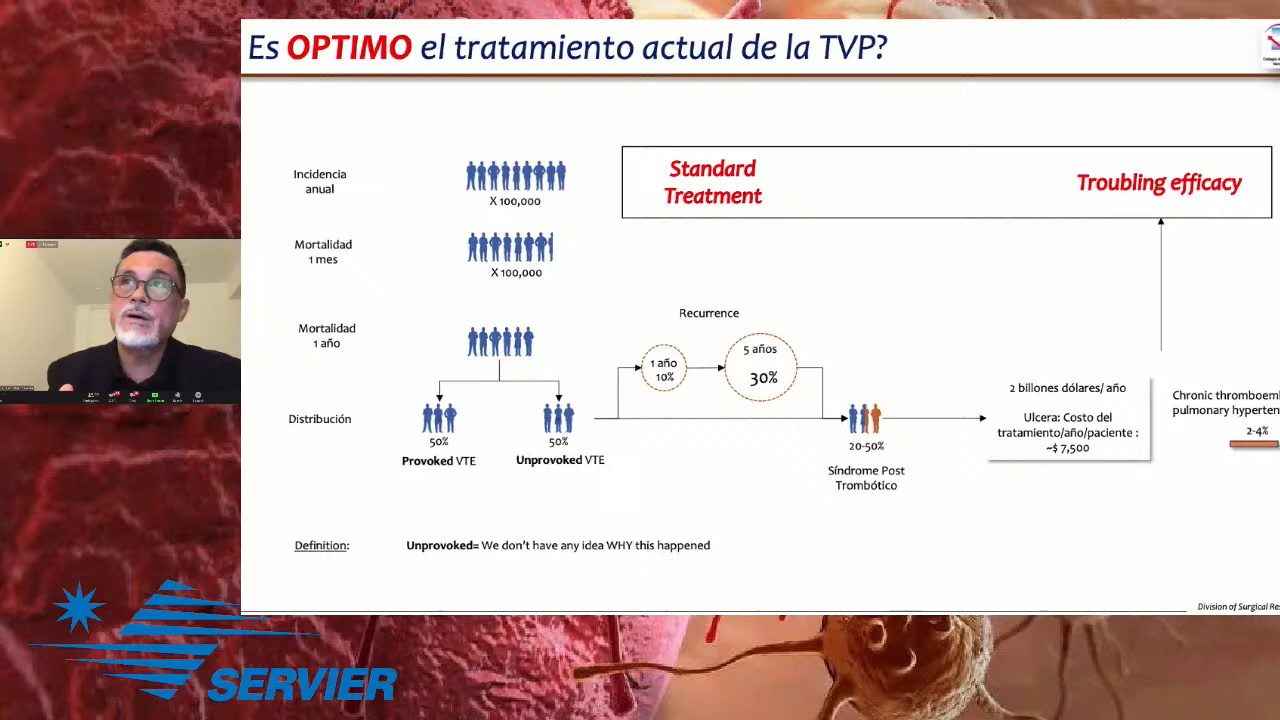 Es OPTIMO el tratamiento actual de la TVP?
Incidencia
anual
X 100,000
Standard
Treatment
Troubling efficacy
Mortalidad
1 mes
X 100,000
Mortalidad
1 año
Recurrence
1 año
10%
5 años
30%
Distribución
50%
Provoked VTE
50%
Unprovoked VTE
20-50%
Síndrome Post
Trombótico
2 billones dólares/ año
Ulcera: Costo del
tratamiento/año/paciente :
~$ 7,500
Chronic thromboemb
pulmonary hyperten
2-4%
Definition:
Unprovoked= We don't have any idea WHY this happened
Division of Surgical Res
SERVIER